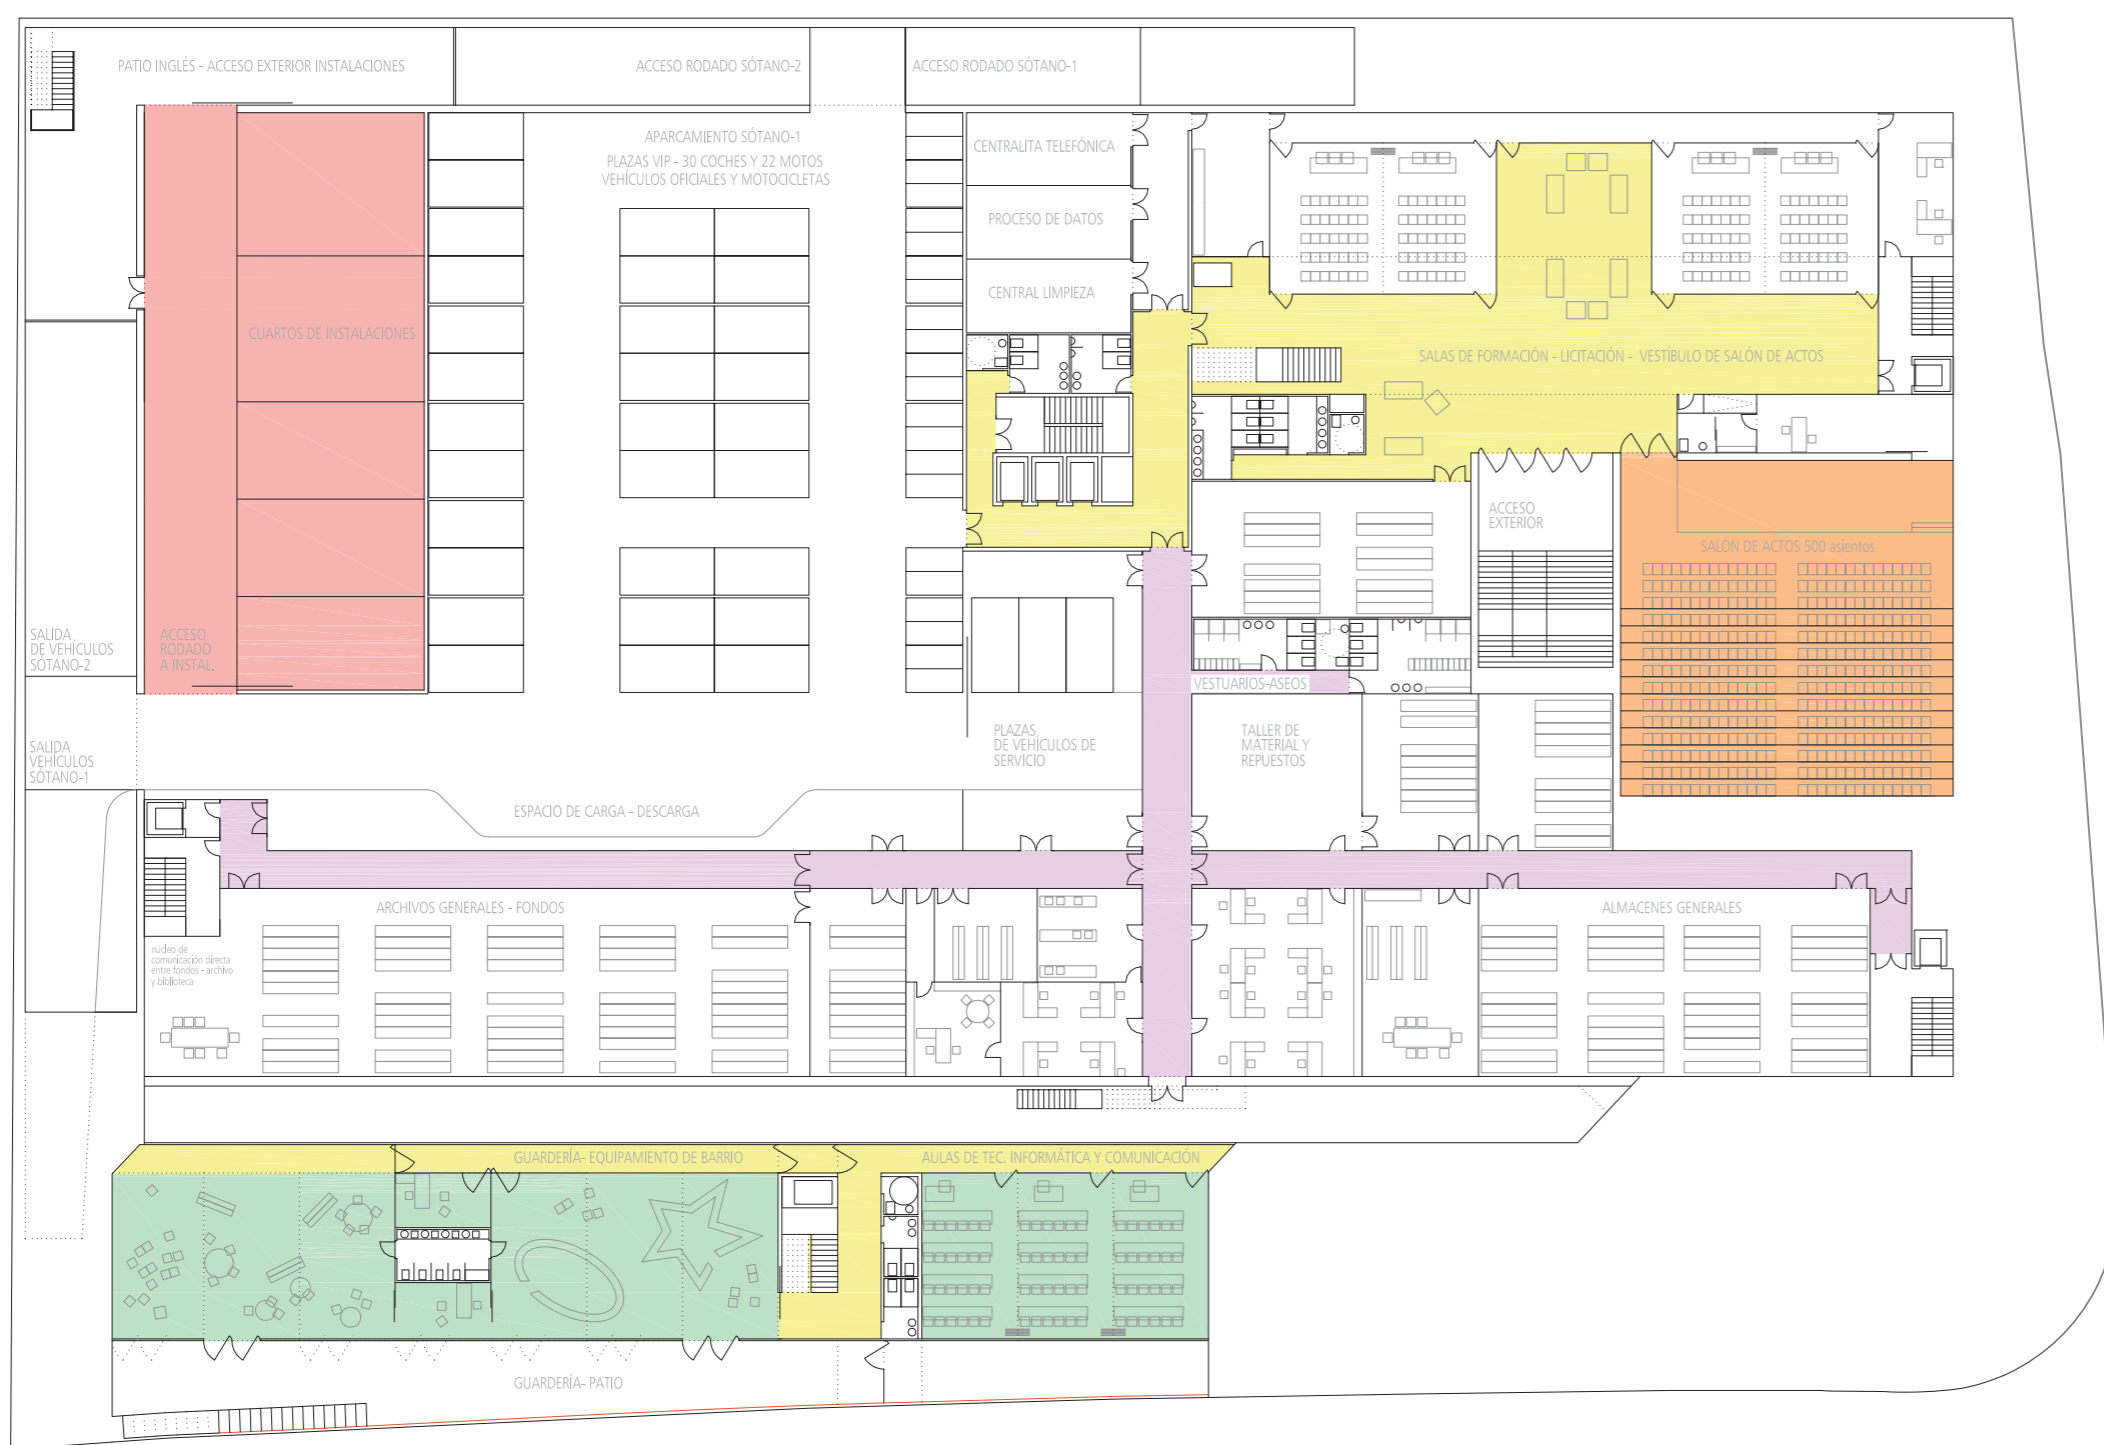 PATIO INGLÉS - ACCESO EXTERIOR INSTALACIONES
ACCESO RODADO SÓTANO-2
ACCESO RODADO SÓTANO-1
APARCAMIENTO SÓTANO-1
PLAZAS VIP - 30 COCHES Y 22 MOTOS
VEHÍCULOS OFICIALES Y MOTOCICLETAS
CENTRALITA TELEFÓNICA
PROCESO DE DATOS
CENTRAL LIMPIEZA
CUARTOS DE INSTALACIONES
SALAS DE FORMACIÓN - LICITACIÓN - VESTÍBULO DE SALÓN DE ACTOS
ACCESO
EXTERIOR
SALÓN DE ACTOS 500 asientos
SALIDA
DE VEHÍCULOS
SÓTANO-2
ACCESO
RODADO
A INSTAL.
VESTUARIOS-ASEOS
SALIDA
VEHÍCULOS
SÓTANO-1
PLAZAS
DE VEHÍCULOS DE
SERVICIO
TALLER DE
MATERIAL Y
REPUESTOS
ESPACIO DE CARGA - DESCARGA
ARCHIVOS GENERALES - FONDOS
ALMACENES GENERALES
núcleo de
comunicación directa
entre fondos - archivo
y biblioteca
GUARDERÍA- EQUIPAMIENTO DE BARRIO
AULAS DE TEC. INFORMÁTICA Y COMUNICACIÓN
GUARDERÍA- PATIO